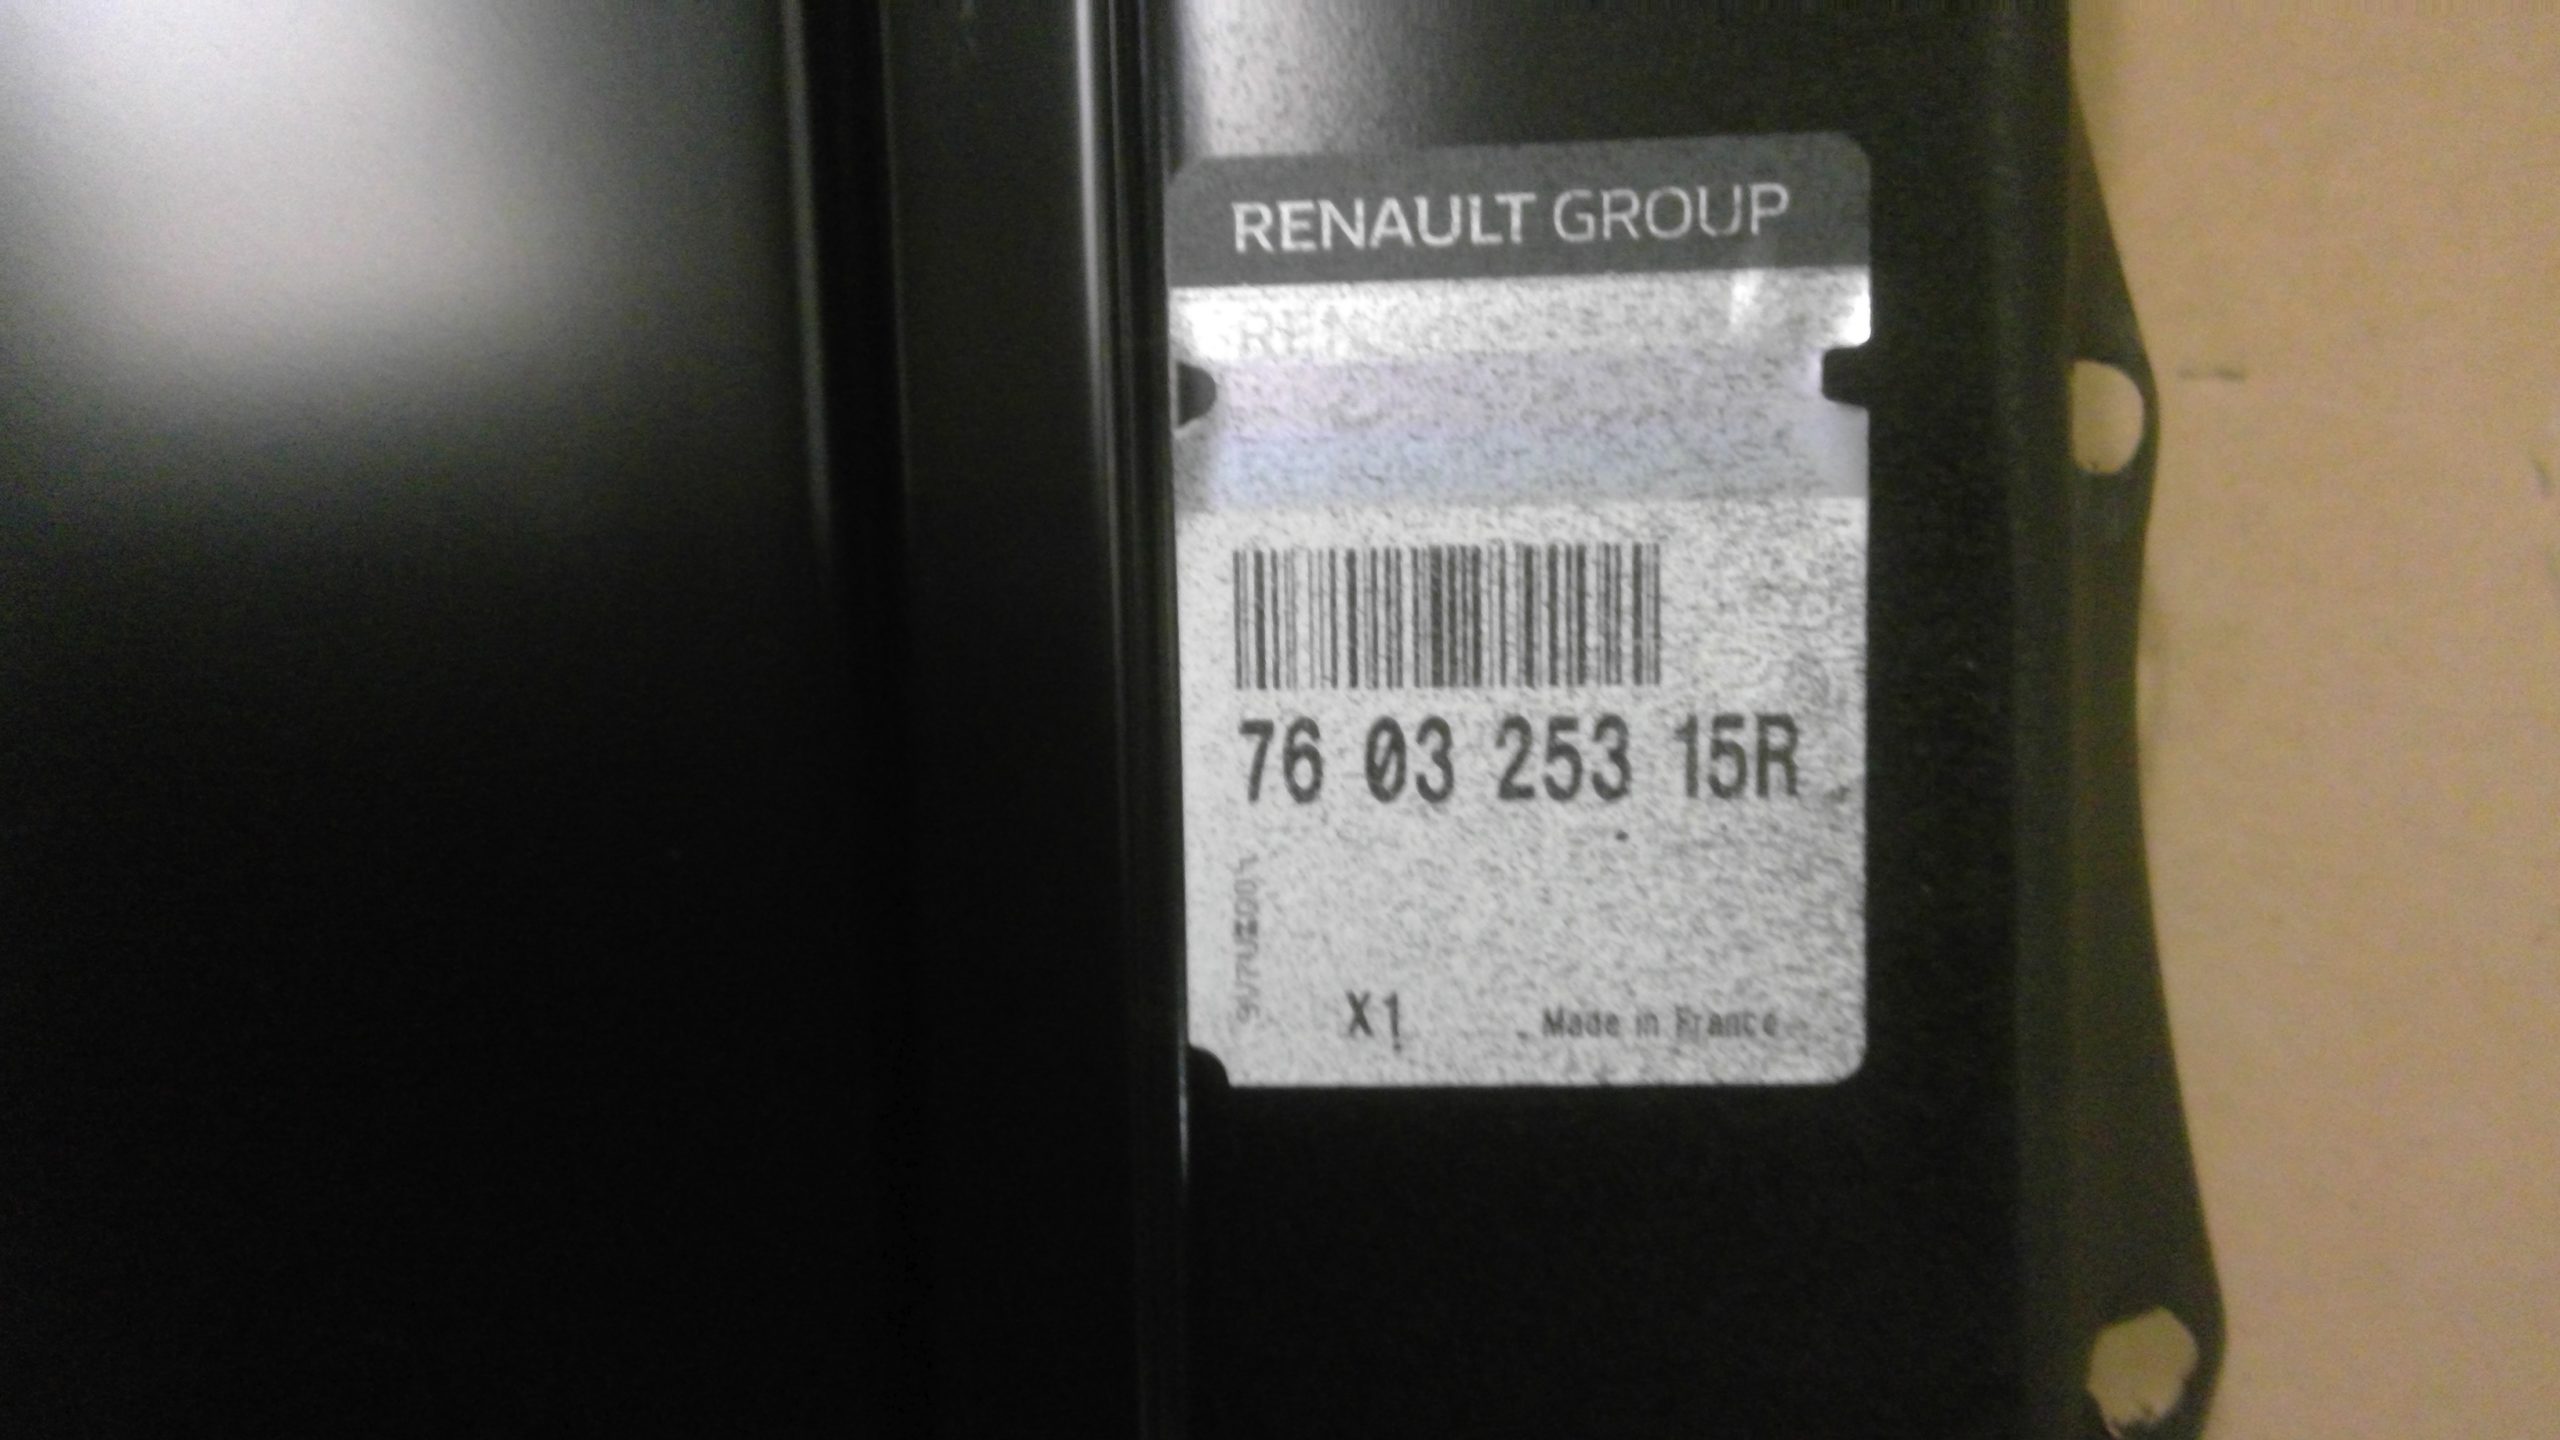 RENAULT GROUP
76 03 253 15R
X1
Made in France